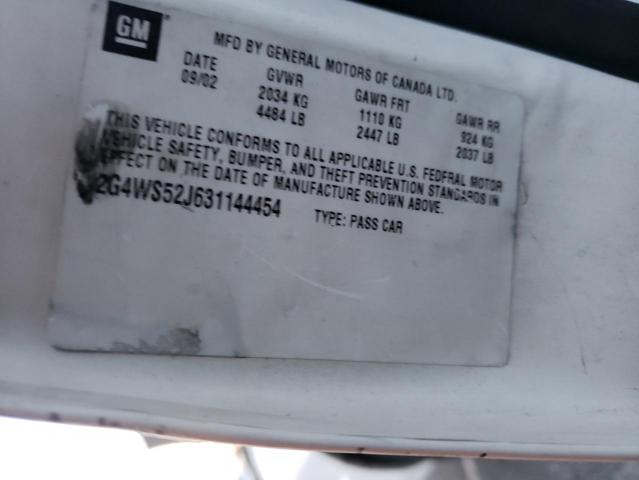 GM
MFD BY GENERAL MOTORS OF CANADA LTD.
DATE GVWR GAWR FRT GAWR RR
09/02 2034 KG 1110 KG 924 KG
4484 LB 2447 LB 2037 LB
THIS VEHICLE CONFORMS TO ALL APPLICABLE U.S. FEDERAL MOTOR
VEHICLE SAFETY, BUMPER, AND THEFT PREVENTION STANDARDS IN
EFFECT ON THE DATE OF MANUFACTURE SHOWN ABOVE.
2G4WS52J631144454 TYPE: PASS CAR